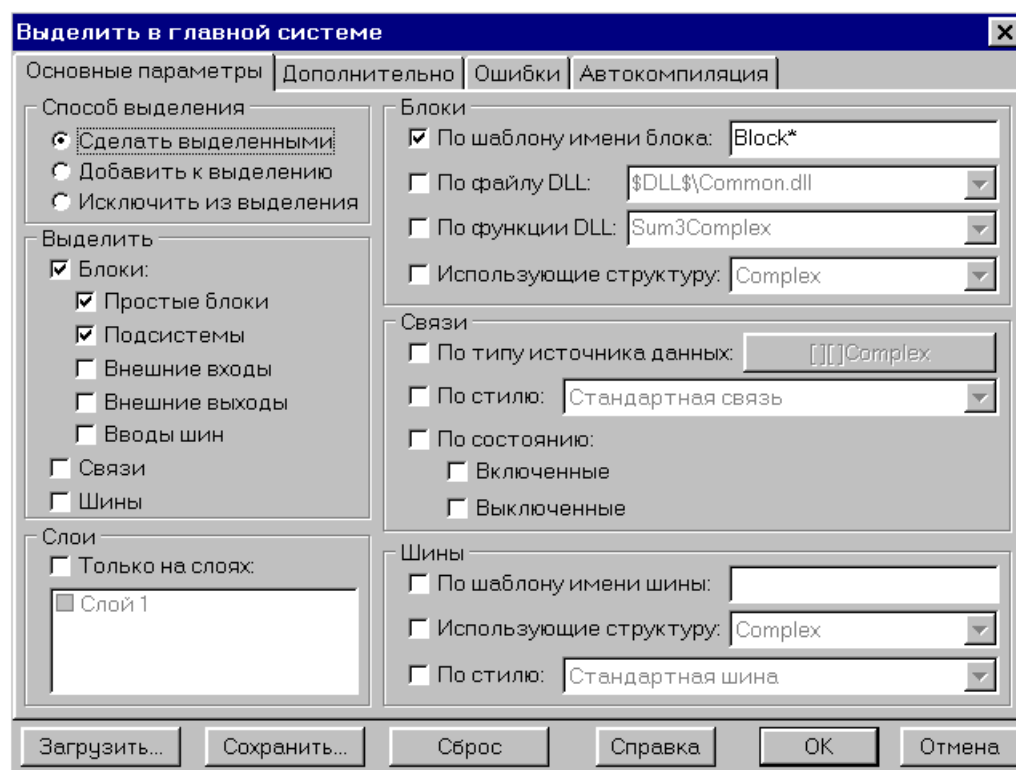 Выделить в главной системе
Основные параметры Дополнительно Ошибки Автокомпиляция
Способ выделения
Сделать выделенными
Добавить к выделению
Исключить из выделения
Выделить
Блоки:
Простые блоки
Подсистемы
Внешние входы
Внешние выходы
Вводы шин
Связи
Шины
Слои
Только на слоях:
Слой 1
Блоки
По шаблону имени блока: Block*
По файлу DLL: $DLL$\Common.dll
По функции DLL: Sum3Complex
Использующие структуру: Complex
Связи
По типу источника данных: [][]Complex
По стилю: Стандартная связь
По состоянию:
Включенные
Выключенные
Шины
По шаблону имени шины:
Использующие структуру: Complex
По стилю: Стандартная шина
Загрузить... Сохранить... Сброс Справка OK Отмена